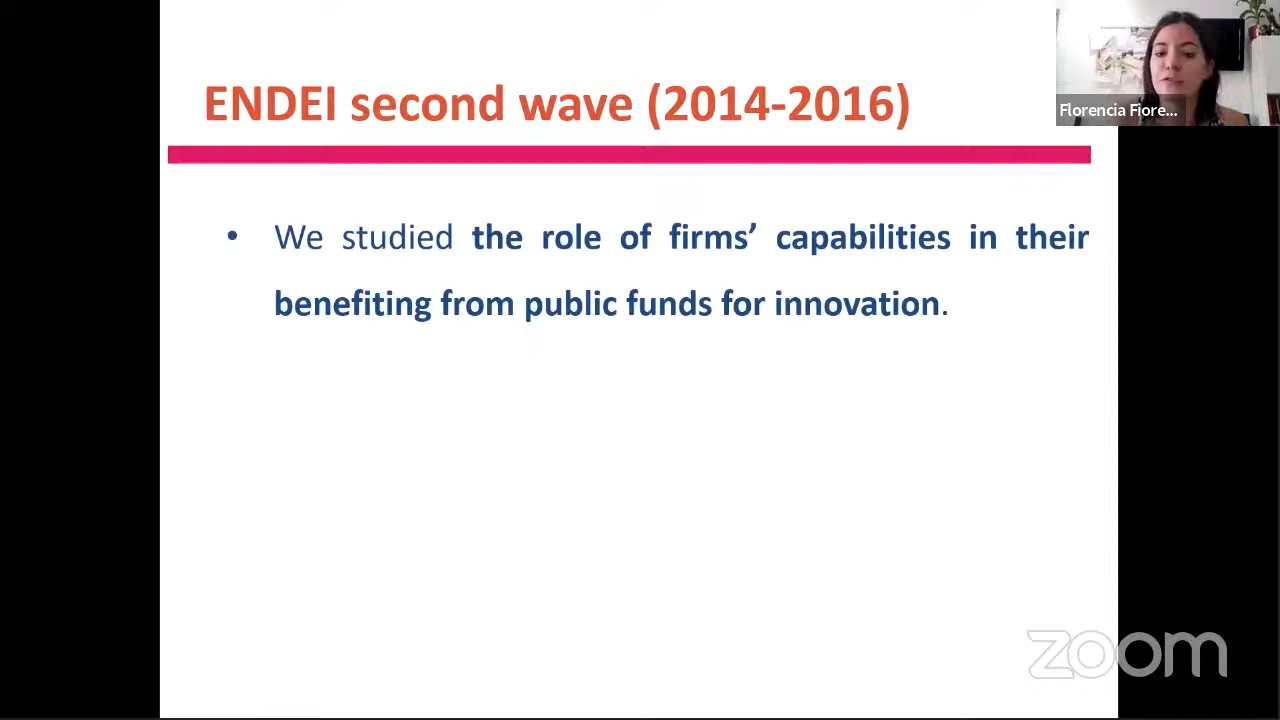 ENDEI second wave (2014-2016)
Florencia Fiore...
• We studied the role of firms’ capabilities in their
benefiting from public funds for innovation.
zoom